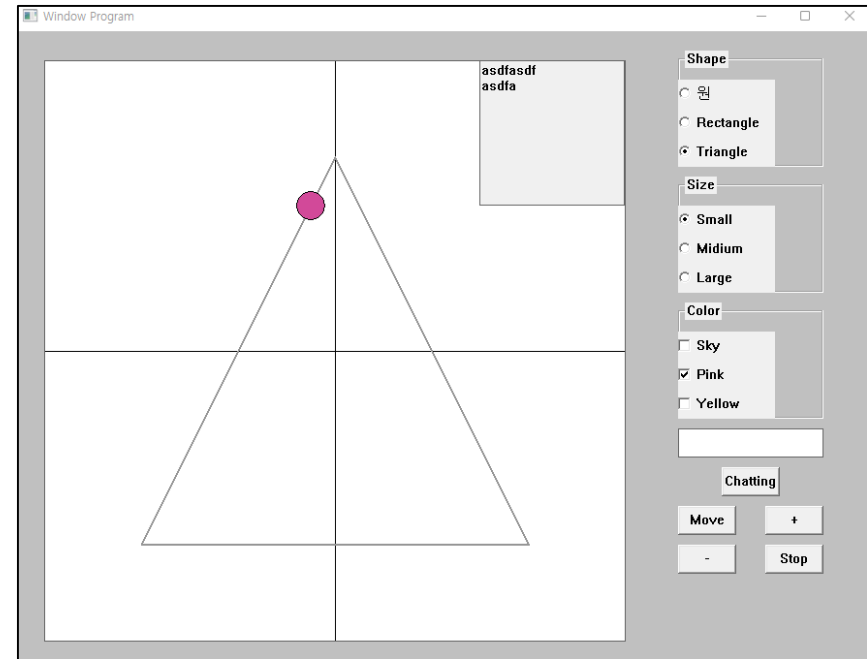 Window Program
asdfasdf
asdfa
Shape
원
Rectangle
Triangle
Size
Small
Midium
Large
Color
Sky
Pink
Yellow
Chatting
Move
+
-
Stop